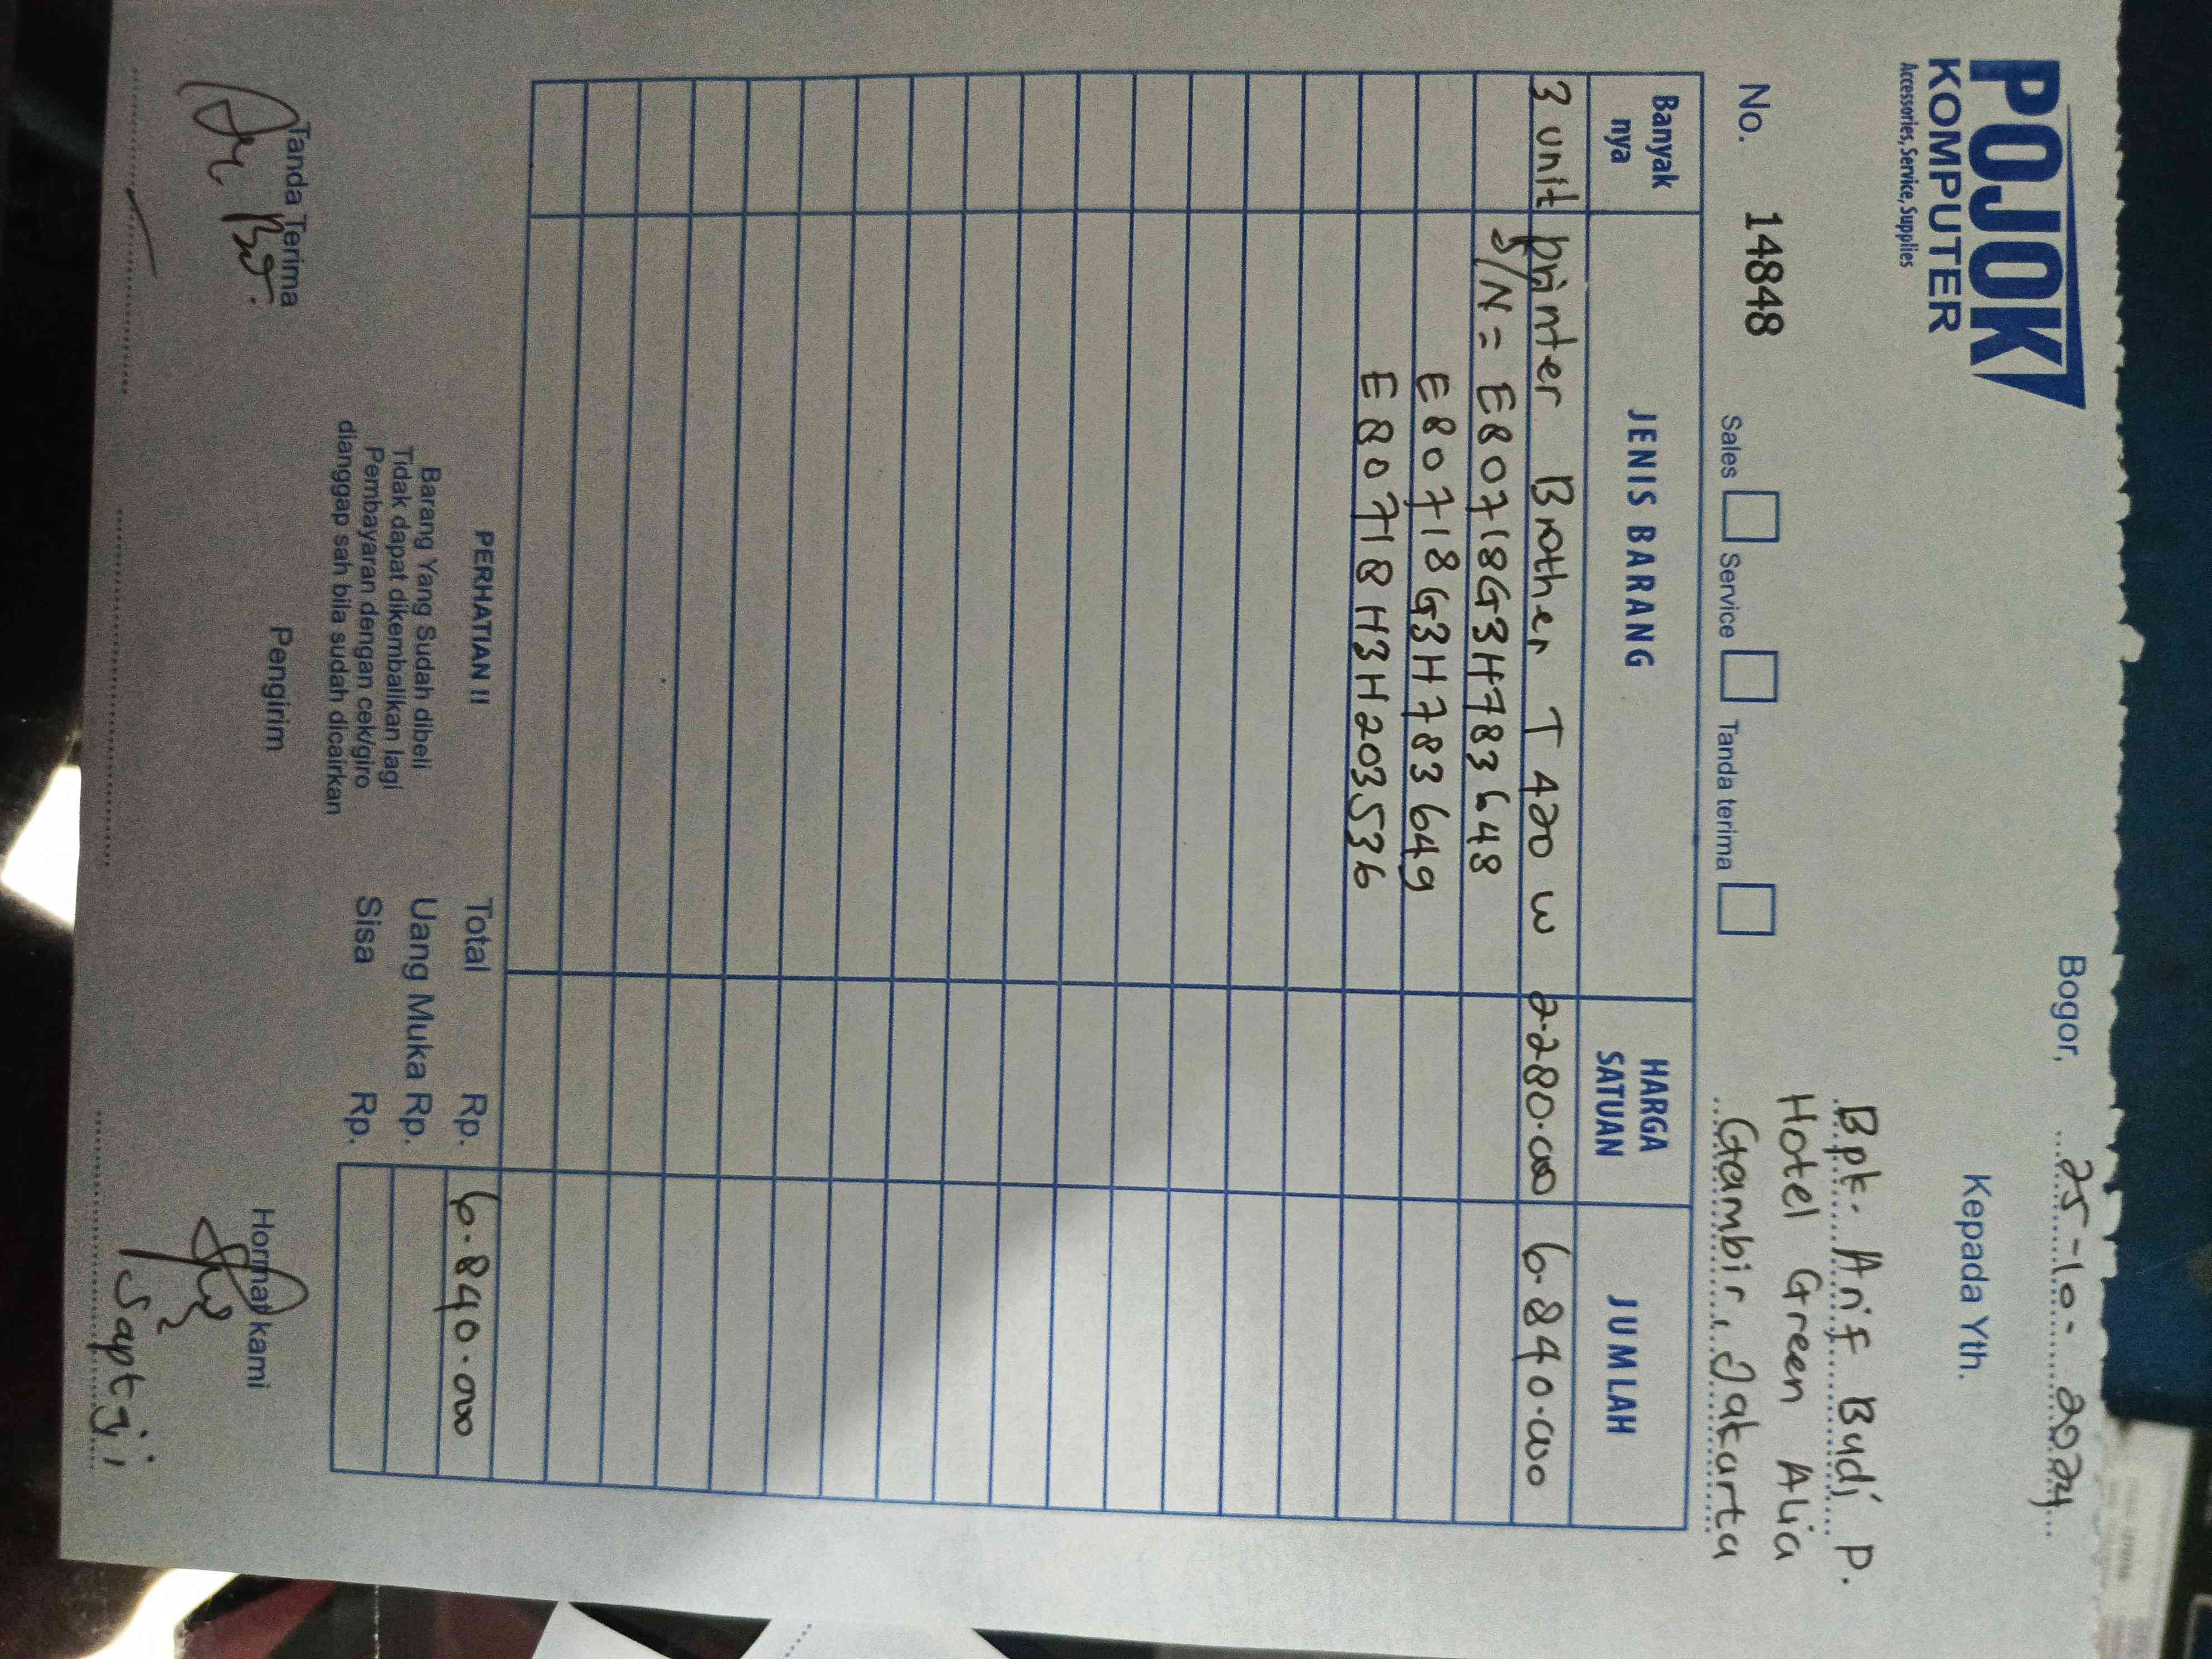 POJOK
KOMPUTER
Accessories, Service, Supplies
Bogor, 25-10-2024
Kepada Yth.
Bpk. Arif Budi P.
Hotel Green Alia
Gambir, Jakarta
No. 14848 Sales Service Tanda terima
Banyak nya JENIS BARANG HARGA SATUAN JUMLAH
3 unit printer Brother T420 w 2.280.000 6.840.000
S/N = E80718G3H783648
E80718G3H783649
E80718H3H203536
PERHATIAN !!
Barang Yang Sudah dibeli
Tidak dapat dikembalikan lagi
Pembayaran dengan cek/giro
dianggap sah bila sudah dicairkan
Total Rp. 6.840.000
Uang Muka Rp.
Sisa Rp.
Tanda Terima Pengirim Hormat kami
Saptaji